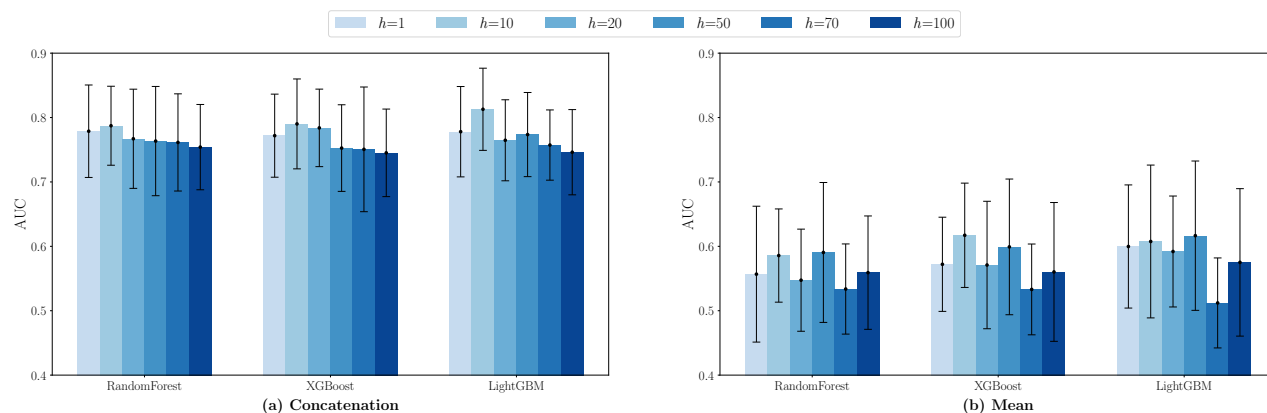 h=1 h=10 h=20 h=50 h=70 h=100
0.9
0.8
0.7
0.6
0.5
0.4
AUC
RandomForest XGBoost LightGBM
(a) Concatenation
0.9
0.8
0.7
0.6
0.5
0.4
AUC
RandomForest XGBoost LightGBM
(b) Mean